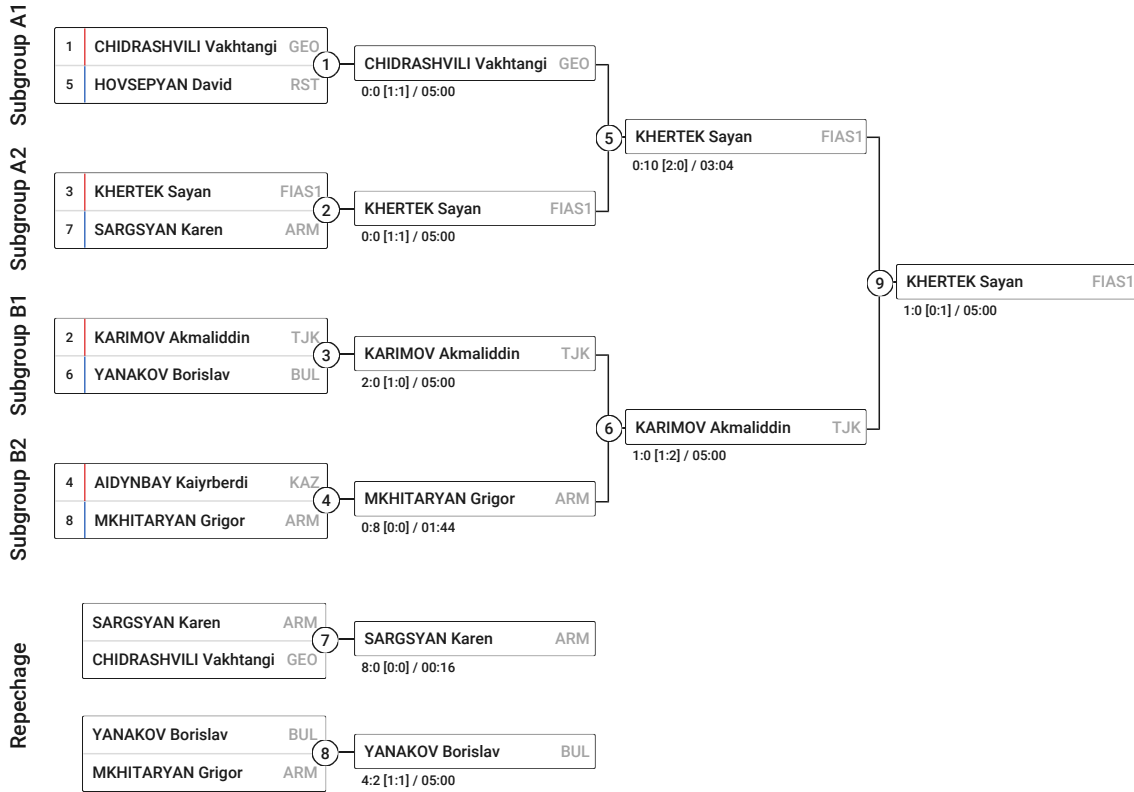 Subgroup A1
1 CHIDRASHVILI Vakhtangi GEO
5 HOVSEPYAN David RST
1
CHIDRASHVILI Vakhtangi GEO
0:0 [1:1] / 05:00
Subgroup A2
3 KHERTEK Sayan FIAS1
7 SARGSYAN Karen ARM
2
KHERTEK Sayan FIAS1
0:0 [1:1] / 05:00
5
KHERTEK Sayan FIAS1
0:10 [2:0] / 03:04
Subgroup B1
2 KARIMOV Akmaliddin TJK
6 YANAKOV Borislav BUL
3
KARIMOV Akmaliddin TJK
2:0 [1:0] / 05:00
Subgroup B2
4 AIDYNBAY Kaiyrberdi KAZ
8 MKHITARYAN Grigor ARM
4
MKHITARYAN Grigor ARM
0:8 [0:0] / 01:44
6
KARIMOV Akmaliddin TJK
1:0 [1:2] / 05:00
9
KHERTEK Sayan FIAS1
1:0 [0:1] / 05:00
Repechage
SARGSYAN Karen ARM
CHIDRASHVILI Vakhtangi GEO
7
SARGSYAN Karen ARM
8:0 [0:0] / 00:16
YANAKOV Borislav BUL
MKHITARYAN Grigor ARM
8
YANAKOV Borislav BUL
4:2 [1:1] / 05:00